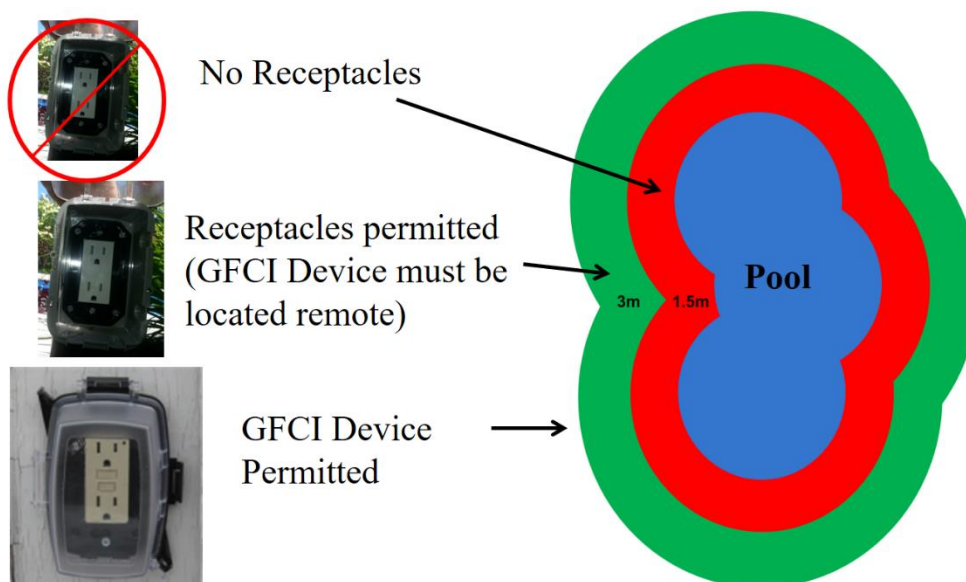 No Receptacles
Receptacles permitted
(GFCI Device must be
located remote)
GFCI Device
Permitted
3m
1.5m
Pool